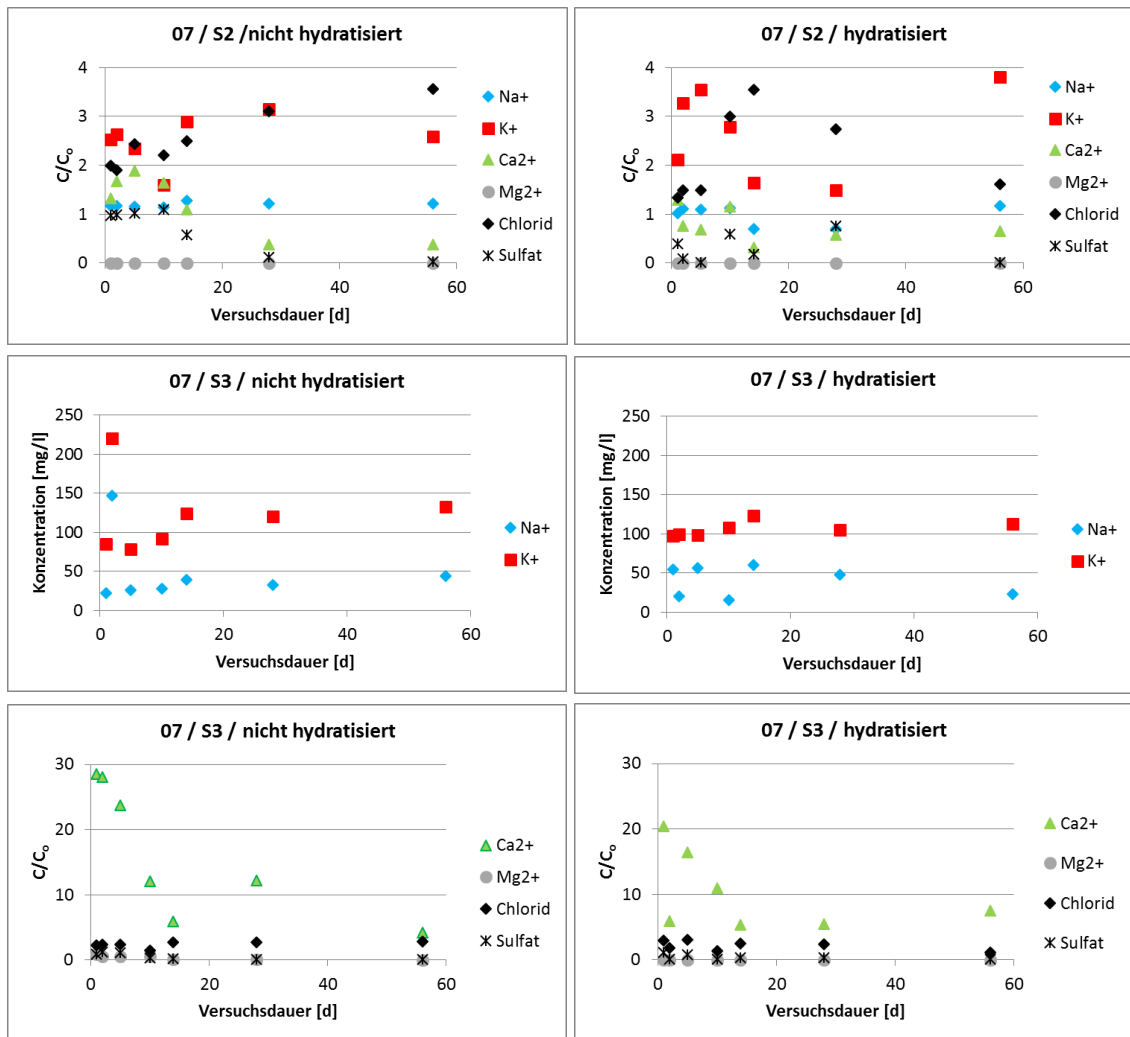 07 / S2 /nicht hydratisiert
4
3
2
1
0
C/Co
0
20
40
60
Versuchsdauer [d]
Na+
K+
Ca2+
Mg2+
Chlorid
Sulfat
07 / S2 / hydratisiert
4
3
2
1
0
C/Co
0
20
40
60
Versuchsdauer [d]
Na+
K+
Ca2+
Mg2+
Chlorid
Sulfat
07 / S3 / nicht hydratisiert
250
200
150
100
50
0
Konzentration [mg/l]
0
20
40
60
Versuchsdauer [d]
Na+
K+
07 / S3 / hydratisiert
250
200
150
100
50
0
Konzentration [mg/l]
0
20
40
60
Versuchsdauer [d]
Na+
K+
07 / S3 / nicht hydratisiert
30
20
10
0
C/Co
0
20
40
60
Versuchsdauer [d]
Ca2+
Mg2+
Chlorid
Sulfat
07 / S3 / hydratisiert
30
20
10
0
C/Co
0
20
40
60
Versuchsdauer [d]
Ca2+
Mg2+
Chlorid
Sulfat